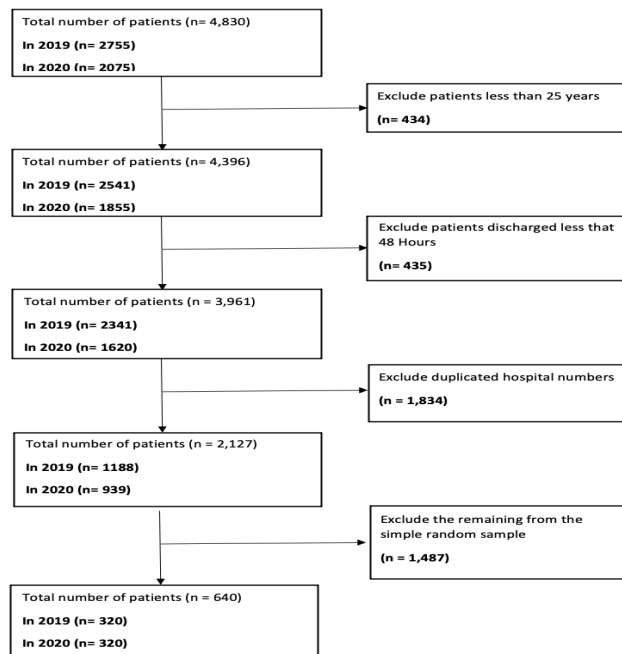 Total number of patients (n= 4,830)
In 2019 (n= 2755)
In 2020 (n= 2075)
Exclude patients less than 25 years
(n= 434)
Total number of patients (n= 4,396)
In 2019 (n= 2541)
In 2020 (n= 1855)
Exclude patients discharged less that
48 Hours
(n= 435)
Total number of patients (n = 3,961)
In 2019 (n= 2341)
In 2020 (n= 1620)
Exclude duplicated hospital numbers
(n = 1,834)
Total number of patients (n = 2,127)
In 2019 (n= 1188)
In 2020 (n= 939)
Exclude the remaining from the
simple random sample
(n = 1,487)
Total number of patients (n = 640)
In 2019 (n= 320)
In 2020 (n= 320)